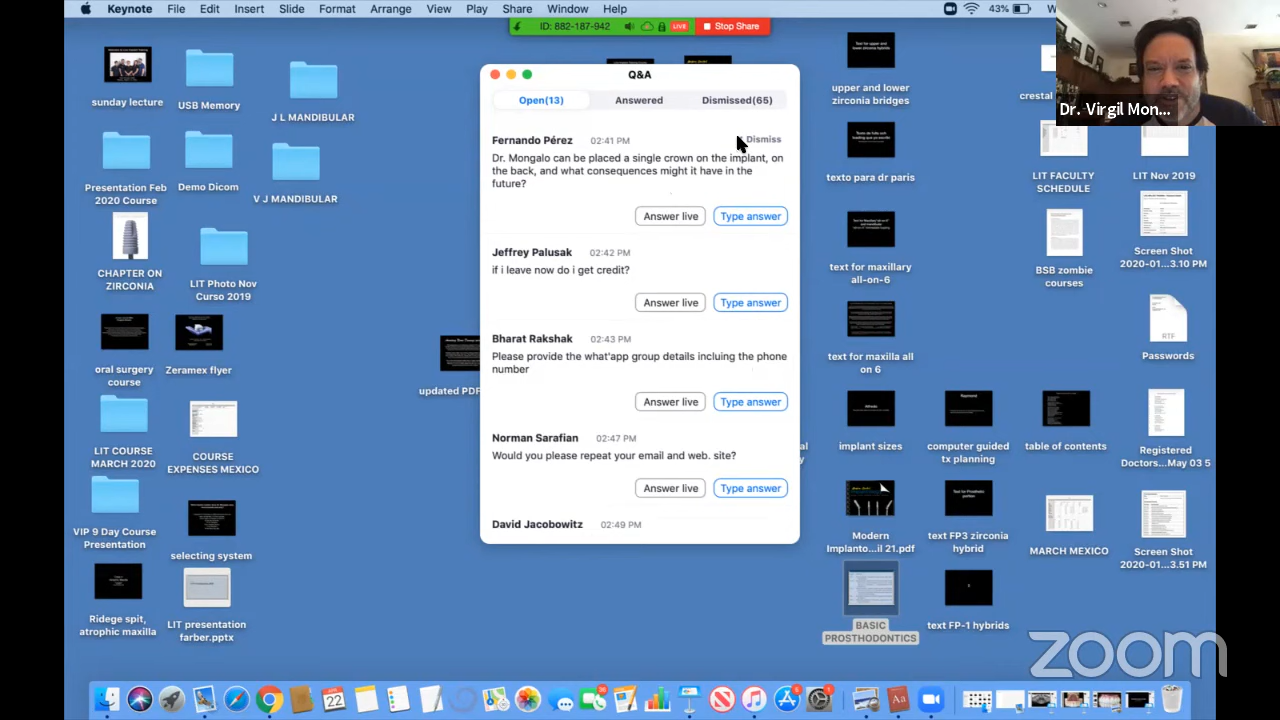 Keynote File Edit Insert Slide Format Arrange View Play Share Window Help
43%
ID: 882-187-942 LIVE Stop Share
Dr. Virgil Mon...
sunday lecture
USB Memory
J L MANDIBULAR
Presentation Feb
2020 Course
Demo Dicom
V J MANDIBULAR
CHAPTER ON
ZIRCONIA
LIT Photo Nov
Curso 2019
oral surgery
course
Zeramex flyer
LIT COURSE
MARCH 2020
COURSE
EXPENSES MEXICO
VIP 9 Day Course
Presentation
selecting system
Ridege spit,
atrophic maxilla
LIT presentation
farber.pptx
updated PDF
Q&A
Open(13) Answered Dismissed(65)
Fernando Pérez 02:41 PM Dismiss
Dr. Mongalo can be placed a single crown on the implant, on
the back, and what consequences might it have in the
future?
Answer live Type answer
Jeffrey Palusak 02:42 PM
if i leave now do i get credit?
Answer live Type answer
Bharat Rakshak 02:43 PM
Please provide the what'app group details incluing the phone
number
Answer live Type answer
Norman Sarafian 02:47 PM
Would you please repeat your email and web. site?
Answer live Type answer
David Jacobowitz 02:49 PM
upper and lower
zirconia bridges
crestal
texto para dr paris
LIT FACULTY
SCHEDULE
LIT Nov 2019
text for maxillary
all-on-6
BSB zombie
courses
Screen Shot
2020-01...3.10 PM
text for maxilla all
on 6
RTF
Passwords
implant sizes
computer guided
tx planning
table of contents
Registered
Doctors...May 03 5
Modern
Implanto...il 21.pdf
text FP3 zirconia
hybrid
MARCH MEXICO
Screen Shot
2020-01...3.51 PM
BASIC
PROSTHODONTICS
text FP-1 hybrids
zoom
22
Aa